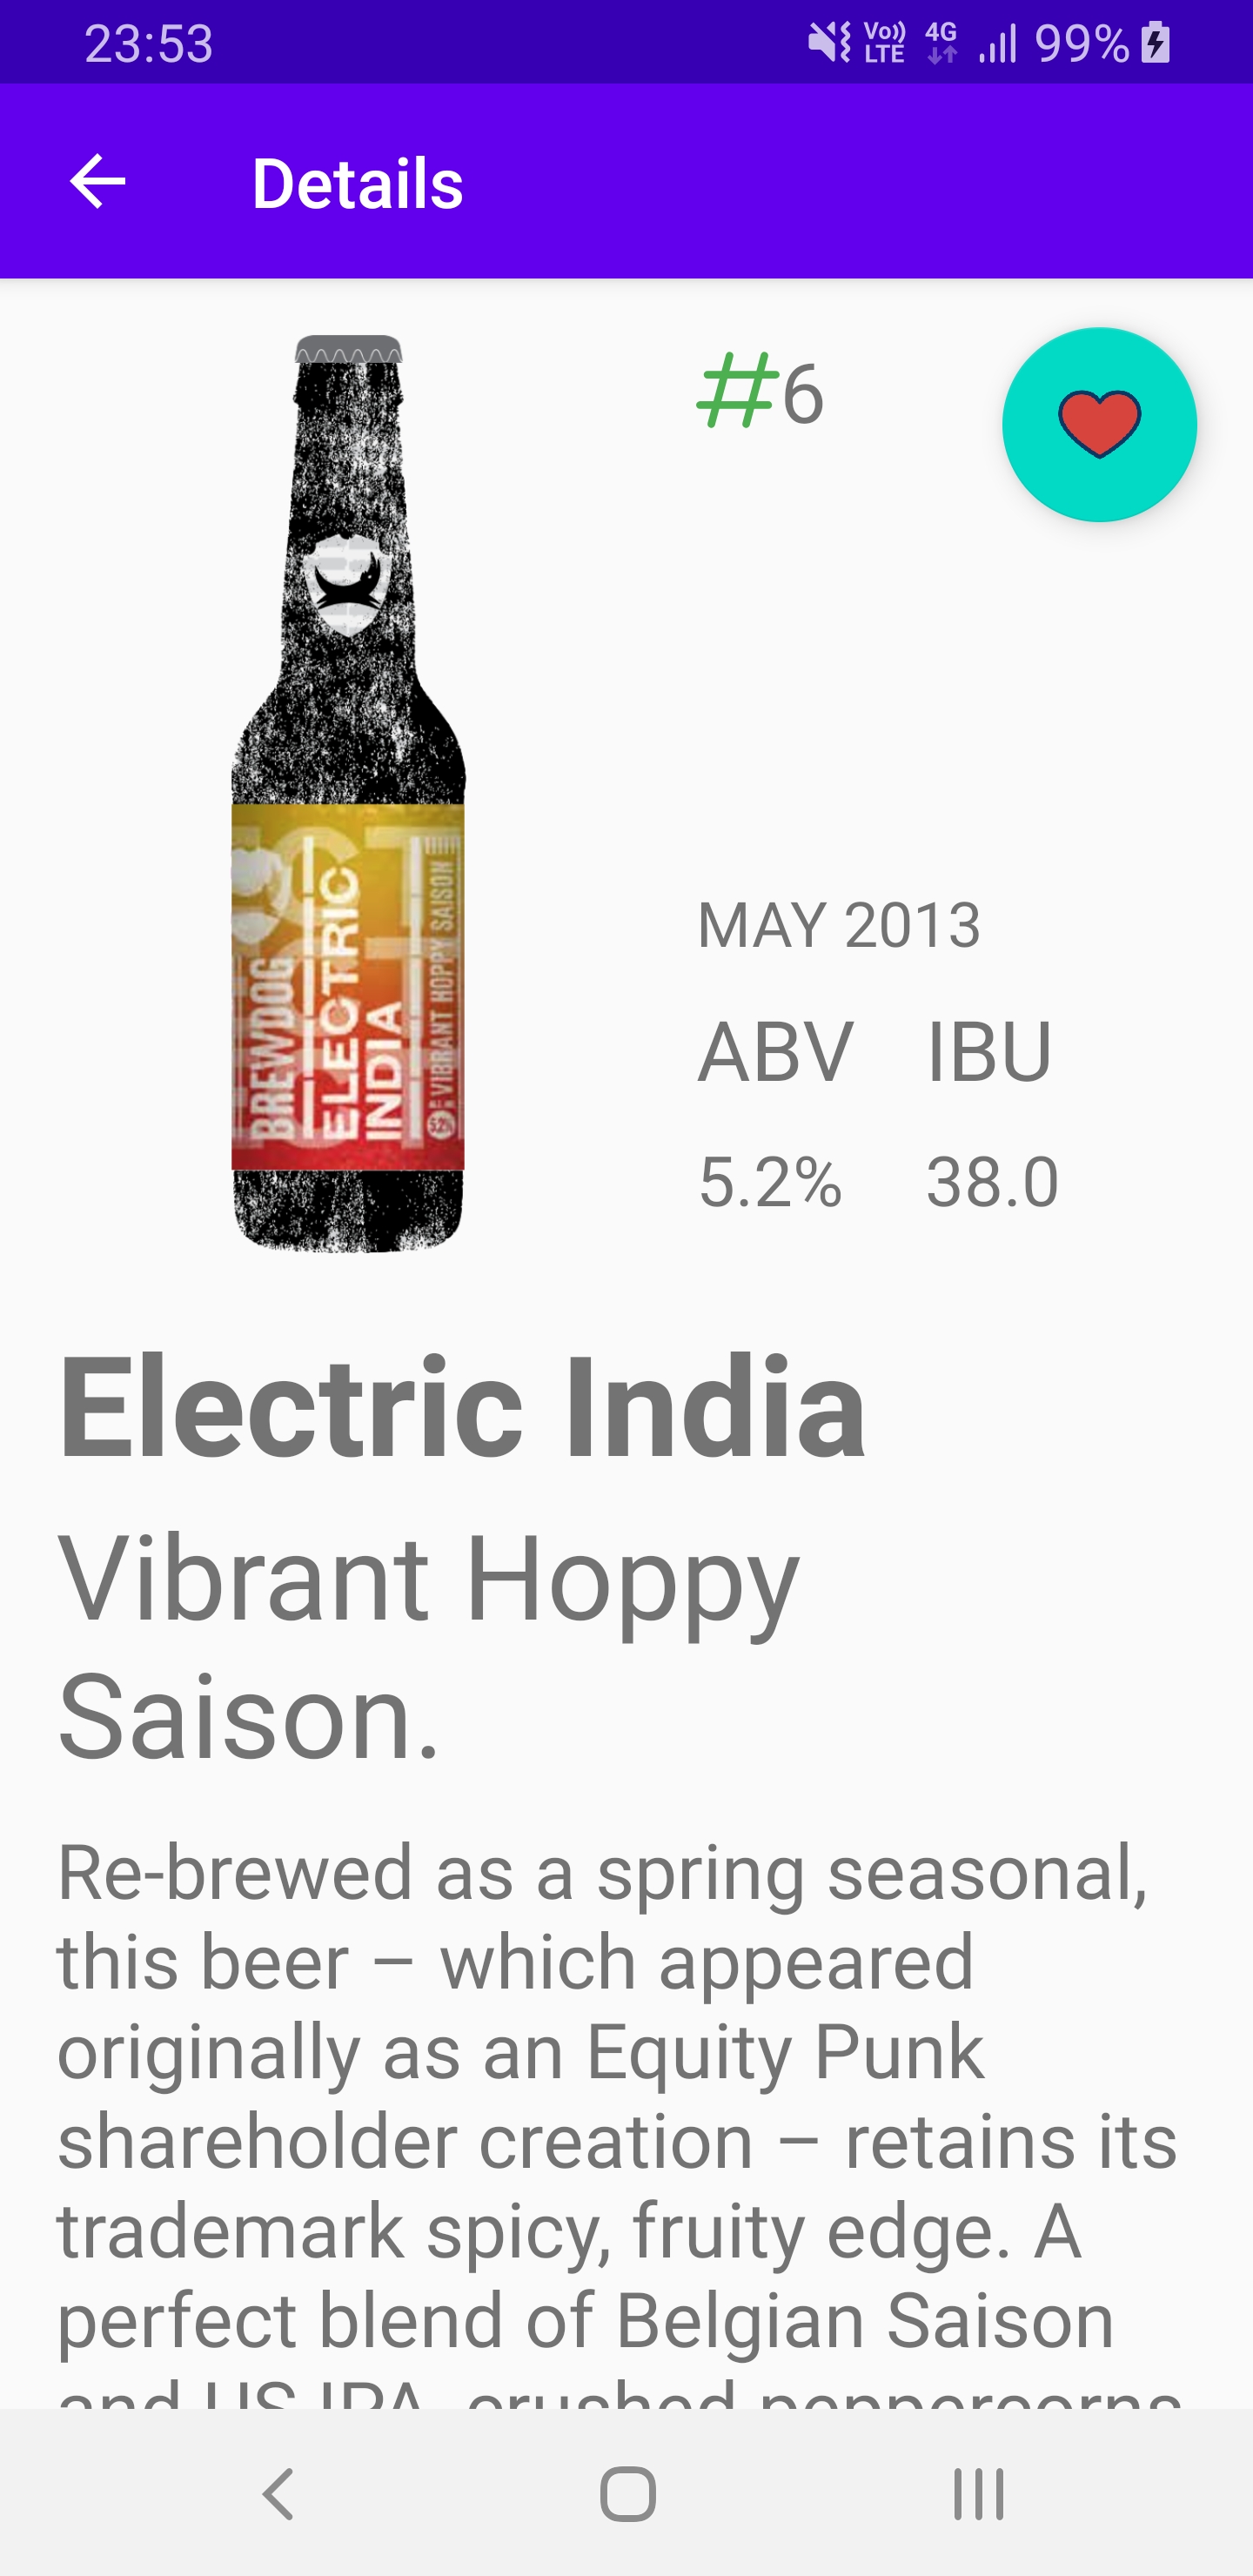 23:53
Vo)) LTE 4G 99%
Details
#6
BREWDOG
ELECTRIC
INDIA
VIBRANT HOPPY SAISON
5.2%
MAY 2013
ABV IBU
5.2% 38.0
Electric India
Vibrant Hoppy
Saison.
Re-brewed as a spring seasonal,
this beer – which appeared
originally as an Equity Punk
shareholder creation – retains its
trademark spicy, fruity edge. A
perfect blend of Belgian Saison
and US IPA, crushed peppercorns